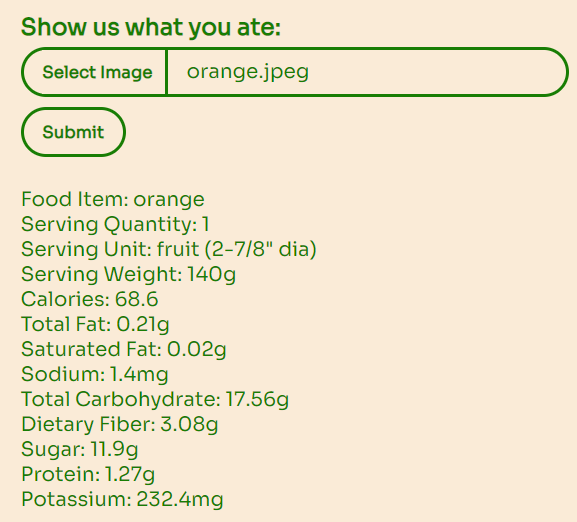 Show us what you ate:
Select Image orange.jpeg
Submit
Food Item: orange
Serving Quantity: 1
Serving Unit: fruit (2-7/8" dia)
Serving Weight: 140g
Calories: 68.6
Total Fat: 0.21g
Saturated Fat: 0.02g
Sodium: 1.4mg
Total Carbohydrate: 17.56g
Dietary Fiber: 3.08g
Sugar: 11.9g
Protein: 1.27g
Potassium: 232.4mg